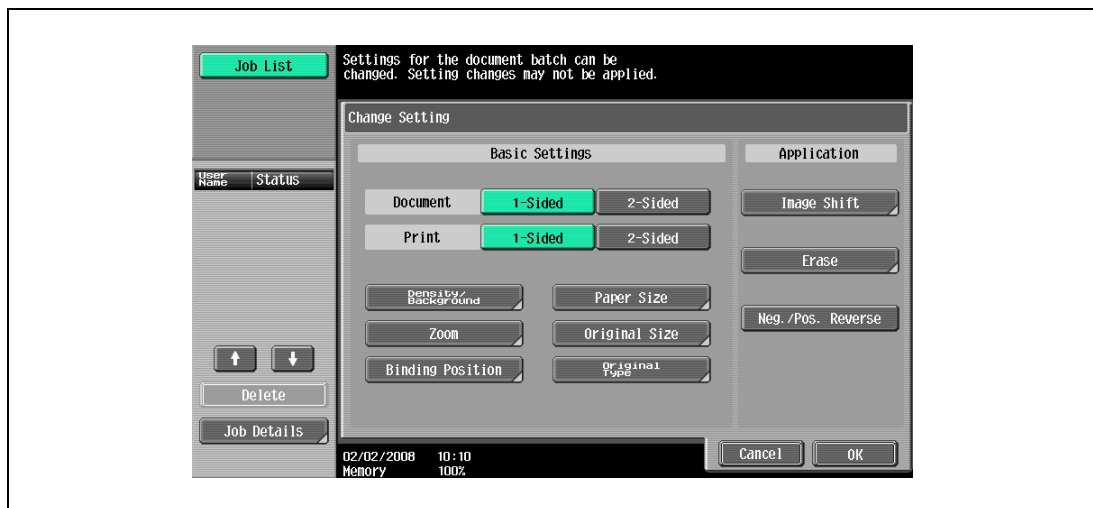 Job List
Settings for the document batch can be
changed. Setting changes may not be applied.
Change Setting
Basic Settings
Application
User
Name
Status
Document
1-Sided
2-Sided
Image Shift
Print
1-Sided
2-Sided
Erase
Density/
Background
Paper Size
Neg./Pos. Reverse
Zoom
Original Size
Binding Position
Original
Type
Delete
Job Details
02/02/2008 10:10
Memory 100%
Cancel
OK